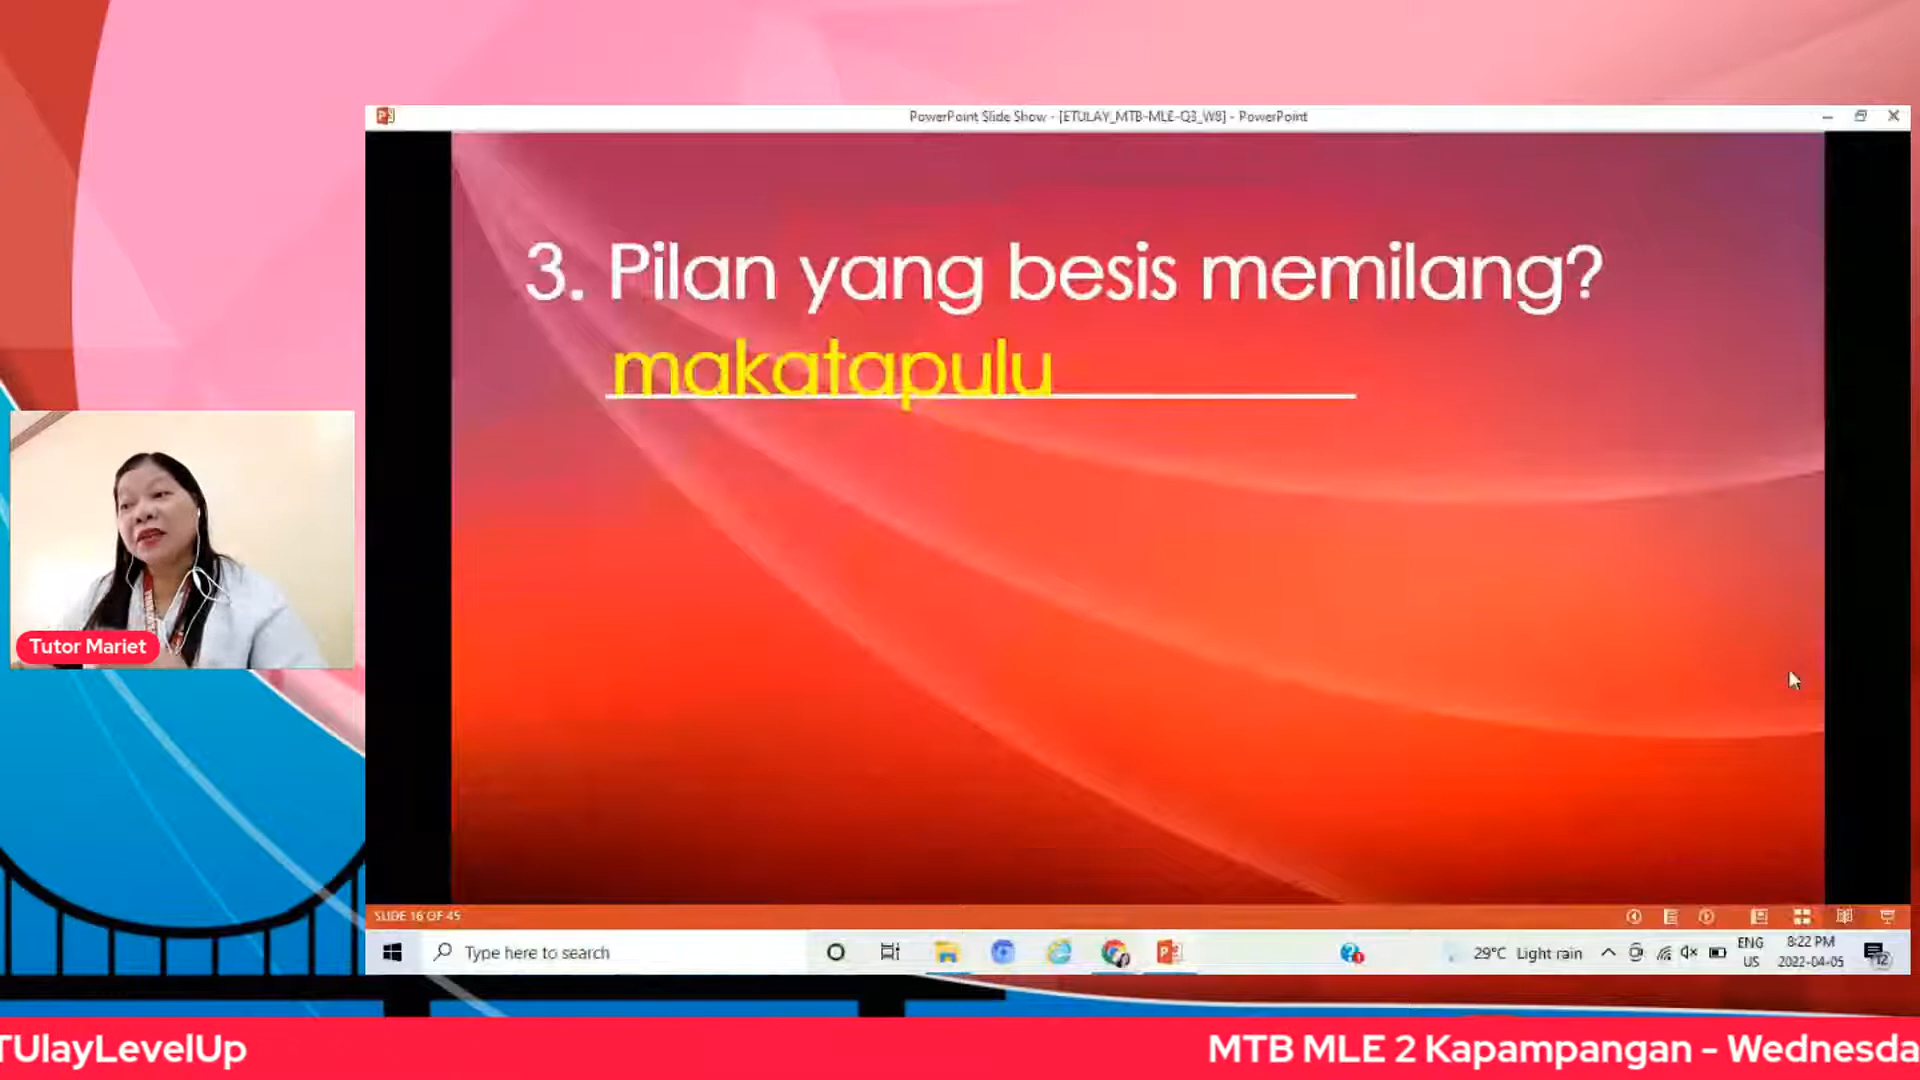 PowerPoint Slide Show - [ETULAY_MTB-MLE-Q3_W8] - PowerPoint
3. Pilan yang besis memilang?
makatapulu
Tutor Mariet
SLIDE 16 OF 45
Type here to search
29°C Light rain
ENG
US
8:22 PM
2022-04-05
12
TUlayLevelUp
MTB MLE 2 Kapampangan - Wednesda